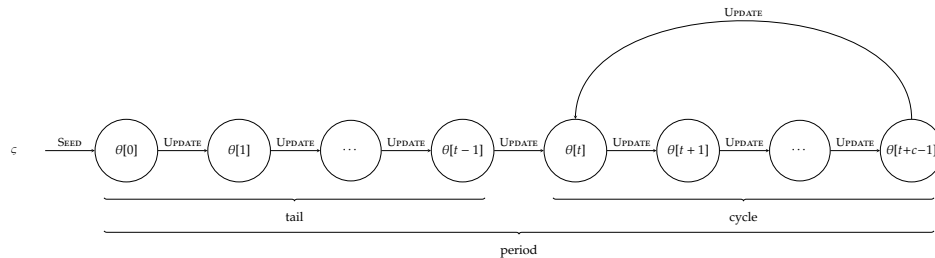 UPDATE
ς SEED θ[0] UPDATE θ[1] UPDATE ··· UPDATE θ[t − 1] UPDATE θ[t] UPDATE θ[t + 1] UPDATE ··· UPDATE θ[t+c−1]
tail cycle
period